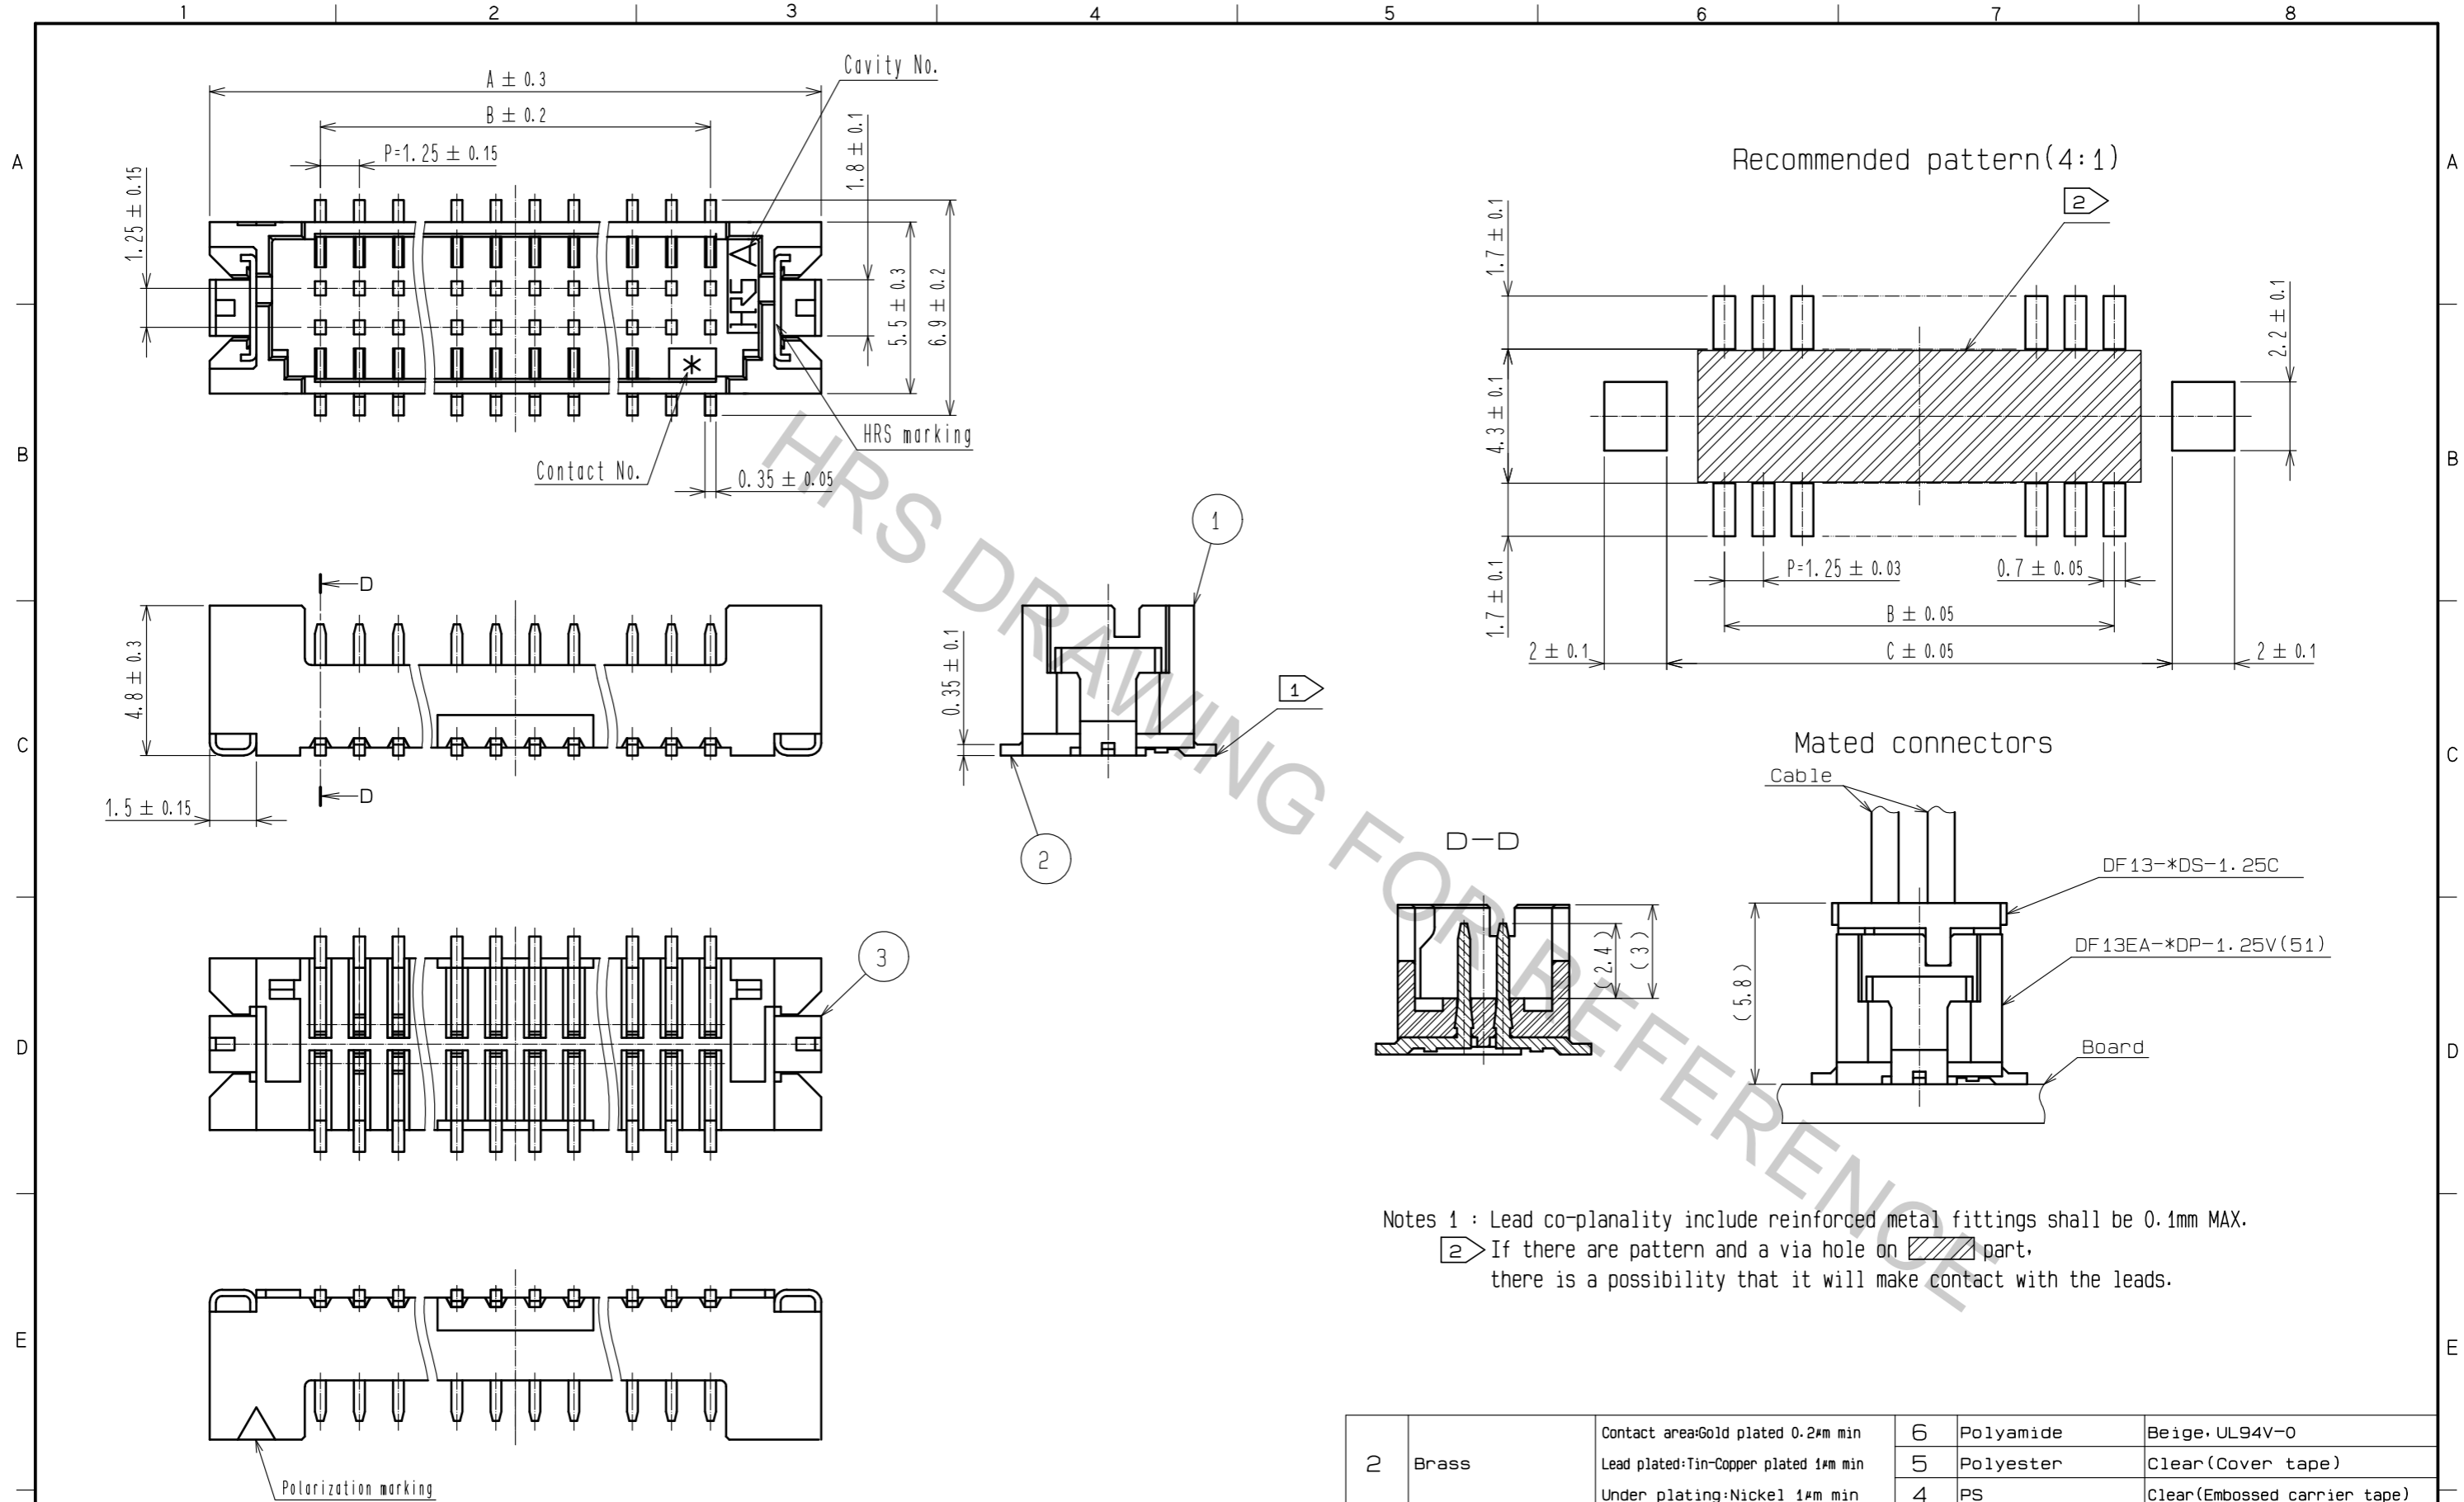 1 2 3 4 5 6 7 8
A ± 0.3
B ± 0.2
P=1.25 ± 0.15
1.25 ± 0.15
Cavity No.
1.8 ± 0.1
5.5 ± 0.3
6.9 ± 0.2
HRS A
*
HRS marking
Contact No.
0.35 ± 0.05
A
A
B
B
Recommended pattern(4:1)
2
1.7 ± 0.1
4.3 ± 0.1
1.7 ± 0.1
2.2 ± 0.1
P=1.25 ± 0.03
0.7 ± 0.05
B ± 0.05
C ± 0.05
2 ± 0.1
2 ± 0.1
D
D
4.8 ± 0.3
1.5 ± 0.15
1
0.35 ± 0.1
1
2
C
C
HRS DRAWING FOR REFERENCE
Mated connectors
Cable
DF13-*DS-1.25C
DF13EA-*DP-1.25V(51)
(5.8)
Board
D-D
(2.4)
(3)
3
D
D
Notes 1 : Lead co-planality include reinforced metal fittings shall be 0.1mm MAX.
2 If there are pattern and a via hole on part,
there is a possibility that it will make contact with the leads.
E
E
Polarization marking
2 Brass
Contact area:Gold plated 0.2μm min
Lead plated:Tin-Copper plated 1μm min
Under plating:Nickel 1μm min
6 Polyamide Beige, UL94V-0
5 Polyester Clear(Cover tape)
4 PS Clear(Embossed carrier tape)